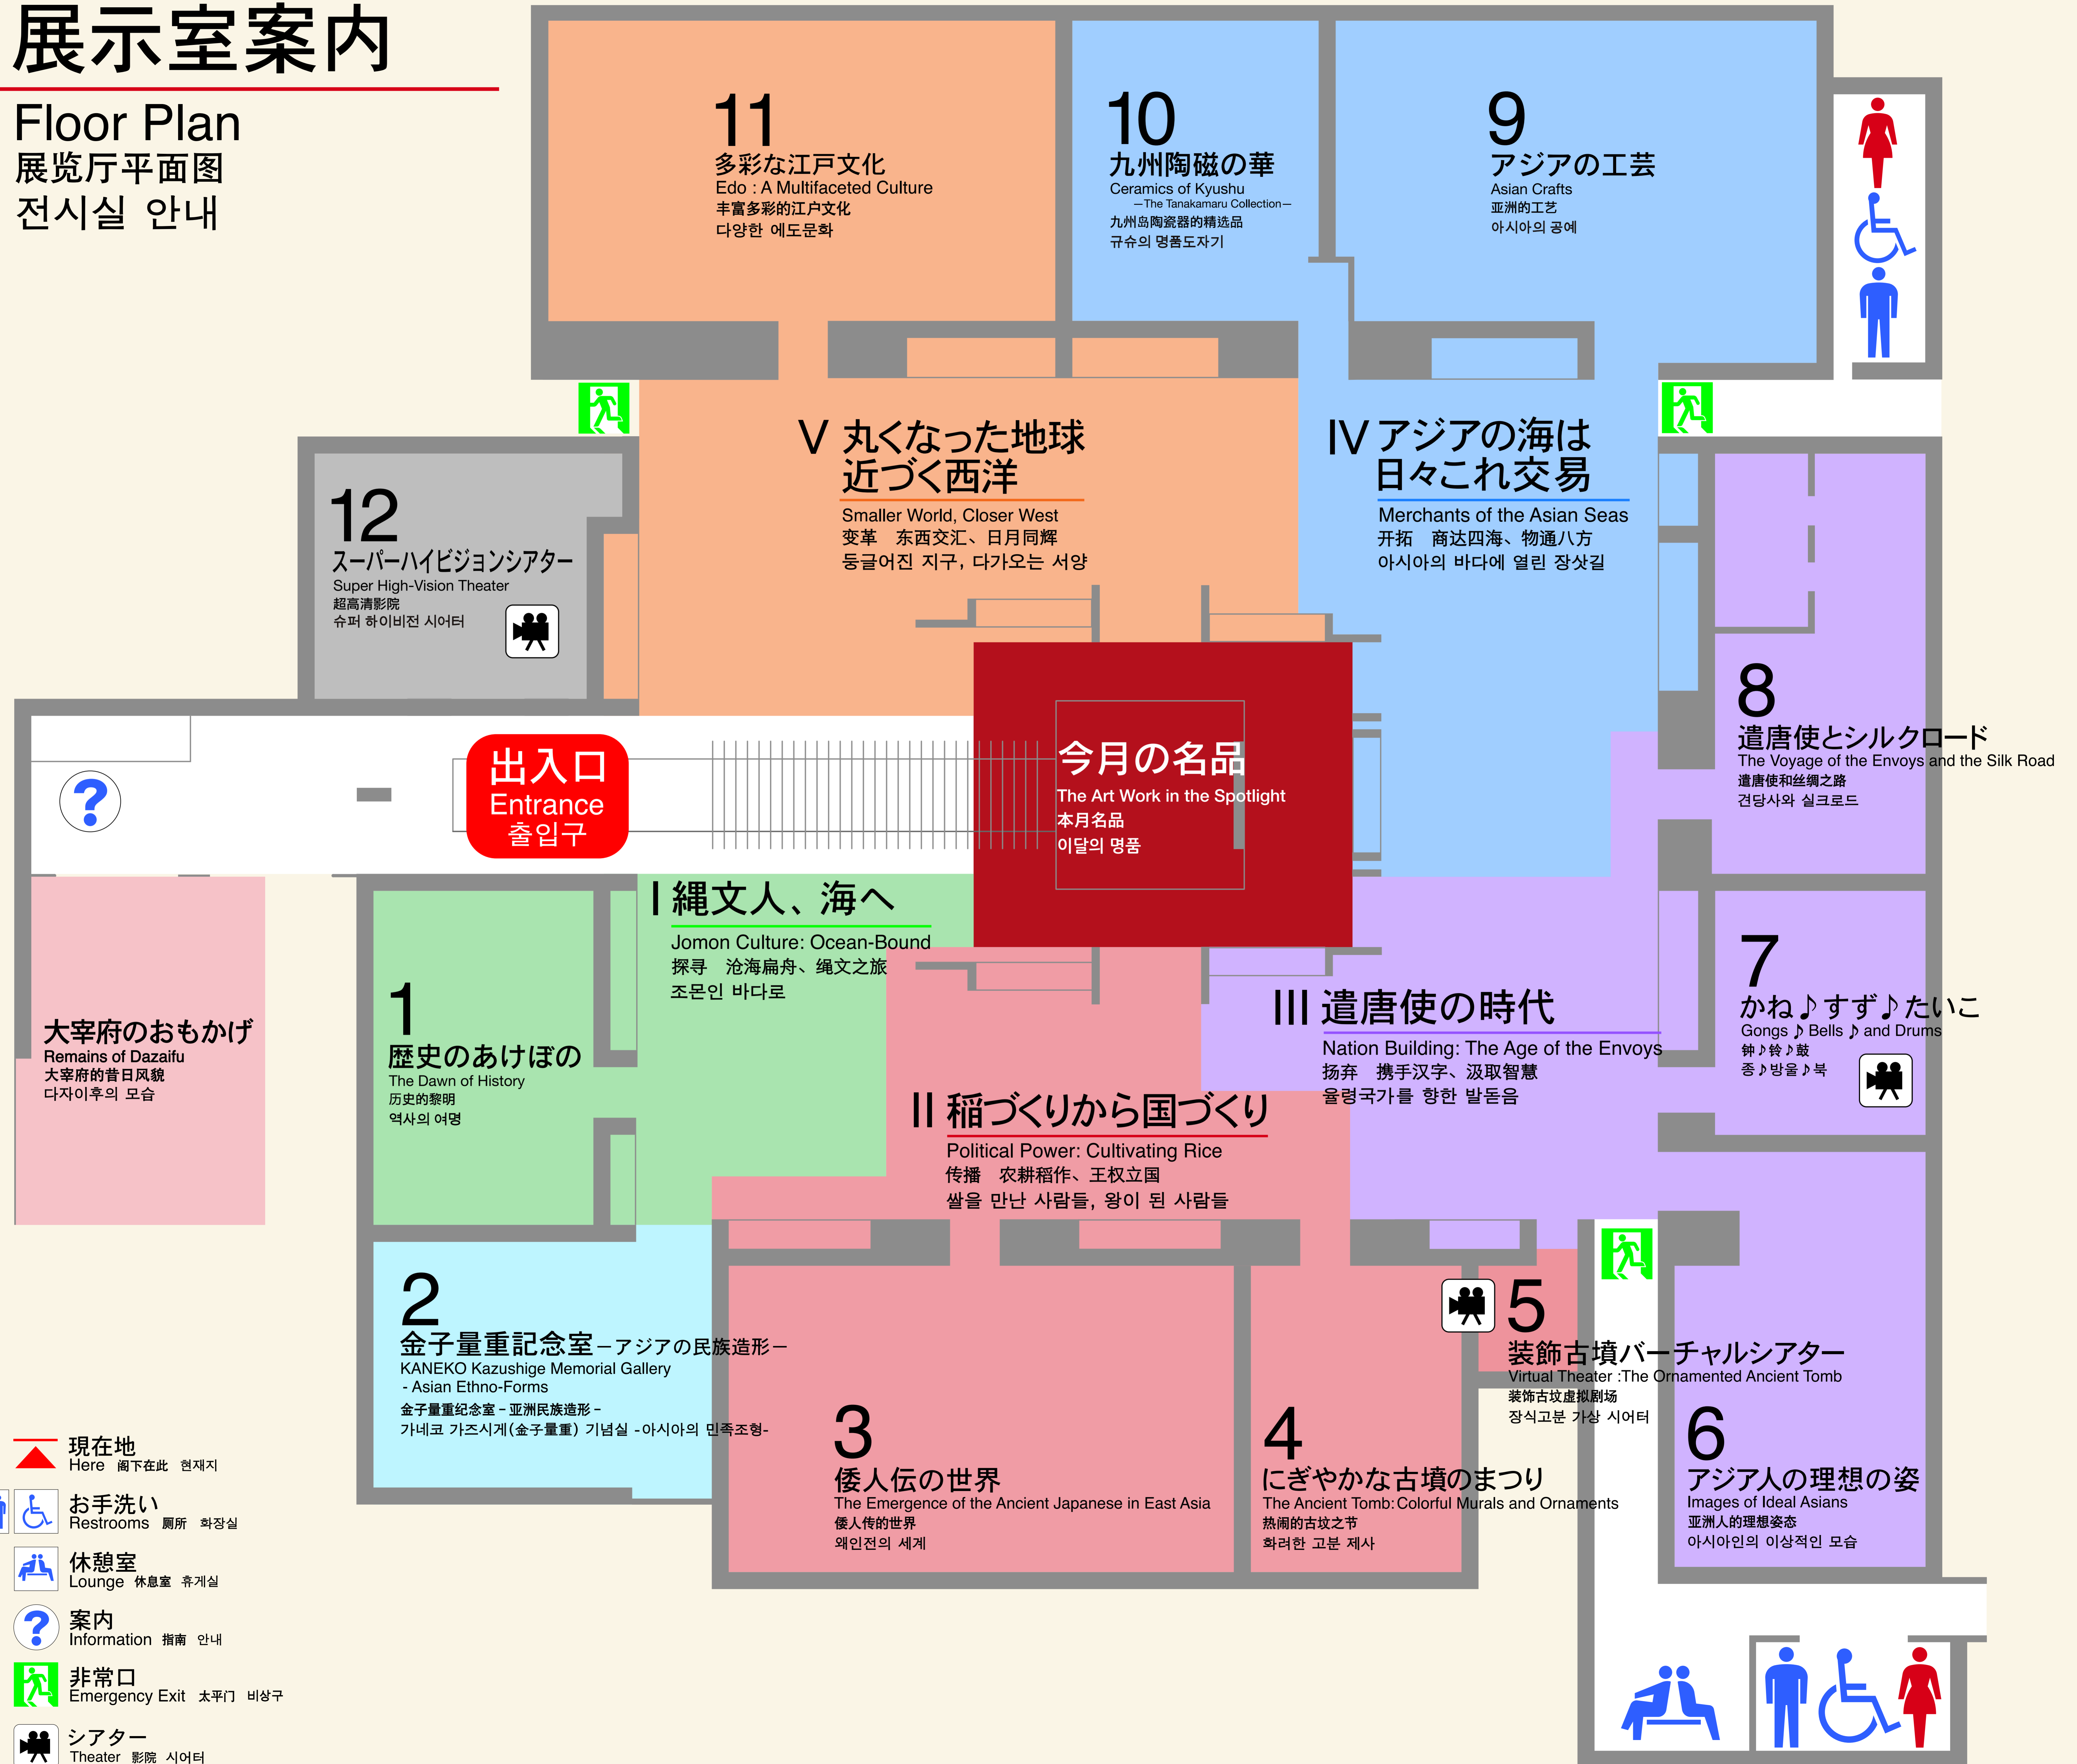 展示室案内
Floor Plan
展览厅平面图
전시실 안내
11
多彩な江戸文化
Edo : A Multifaceted Culture
丰富多彩的江户文化
다양한 에도문화
10
九州陶磁の華
Ceramics of Kyushu
—The Tanakamaru Collection—
九州岛陶瓷器的精选品
규슈의 명품도자기
9
アジアの工芸
Asian Crafts
亚洲的工艺
아시아의 공예
V 丸くなった地球
近づく西洋
Smaller World, Closer West
变革　东西交汇、日月同辉
둥글어진 지구, 다가오는 서양
IV アジアの海は
日々これ交易
Merchants of the Asian Seas
开拓　商达四海、物通八方
아시아의 바다에 열린 장삿길
12
スーパーハイビジョンシアター
Super High-Vision Theater
超高清影院
슈퍼 하이비전 시어터
8
遣唐使とシルクロード
The Voyage of the Envoys and the Silk Road
遣唐使和丝绸之路
견당사와 실크로드
出入口
Entrance
출입구
今月の名品
The Art Work in the Spotlight
本月名品
이달의 명품
I 縄文人、海へ
Jomon Culture: Ocean-Bound
探寻　沧海扁舟、绳文之旅
조몬인 바다로
7
かね♪すず♪たいこ
Gongs ♪ Bells ♪ and Drums
钟♪铃♪鼓
종♪방울♪북
大宰府のおもかげ
Remains of Dazaifu
大宰府的昔日风貌
다자이후의 모습
1
歴史のあけぼの
The Dawn of History
历史的黎明
역사의 여명
III 遣唐使の時代
Nation Building: The Age of the Envoys
扬弃　携手汉字、汲取智慧
율령국가를 향한 발돋음
II 稲づくりから国づくり
Political Power: Cultivating Rice
传播　农耕稻作、王权立国
쌀을 만난 사람들, 왕이 된 사람들
2
金子量重記念室－アジアの民族造形－
KANEKO Kazushige Memorial Gallery
- Asian Ethno-Forms
金子量重纪念室－亚洲民族造形－
가네코 가즈시게(金子量重) 기념실 -아시아의 민족조형-
5
装飾古墳バーチャルシアター
Virtual Theater :The Ornamented Ancient Tomb
装饰古坟虚拟剧场
장식고분 가상 시어터
3
倭人伝の世界
The Emergence of the Ancient Japanese in East Asia
倭人传的世界
왜인전의 세계
4
にぎやかな古墳のまつり
The Ancient Tomb: Colorful Murals and Ornaments
热闹的古坟之节
화려한 고분 제사
6
アジア人の理想の姿
Images of Ideal Asians
亚洲人的理想姿态
아시아인의 이상적인 모습
現在地
Here 阁下在此 현재지
お手洗い
Restrooms 厕所 화장실
休憩室
Lounge 休息室 휴게실
案内
Information 指南 안내
非常口
Emergency Exit 太平门 비상구
シアター
Theater 影院 시어터